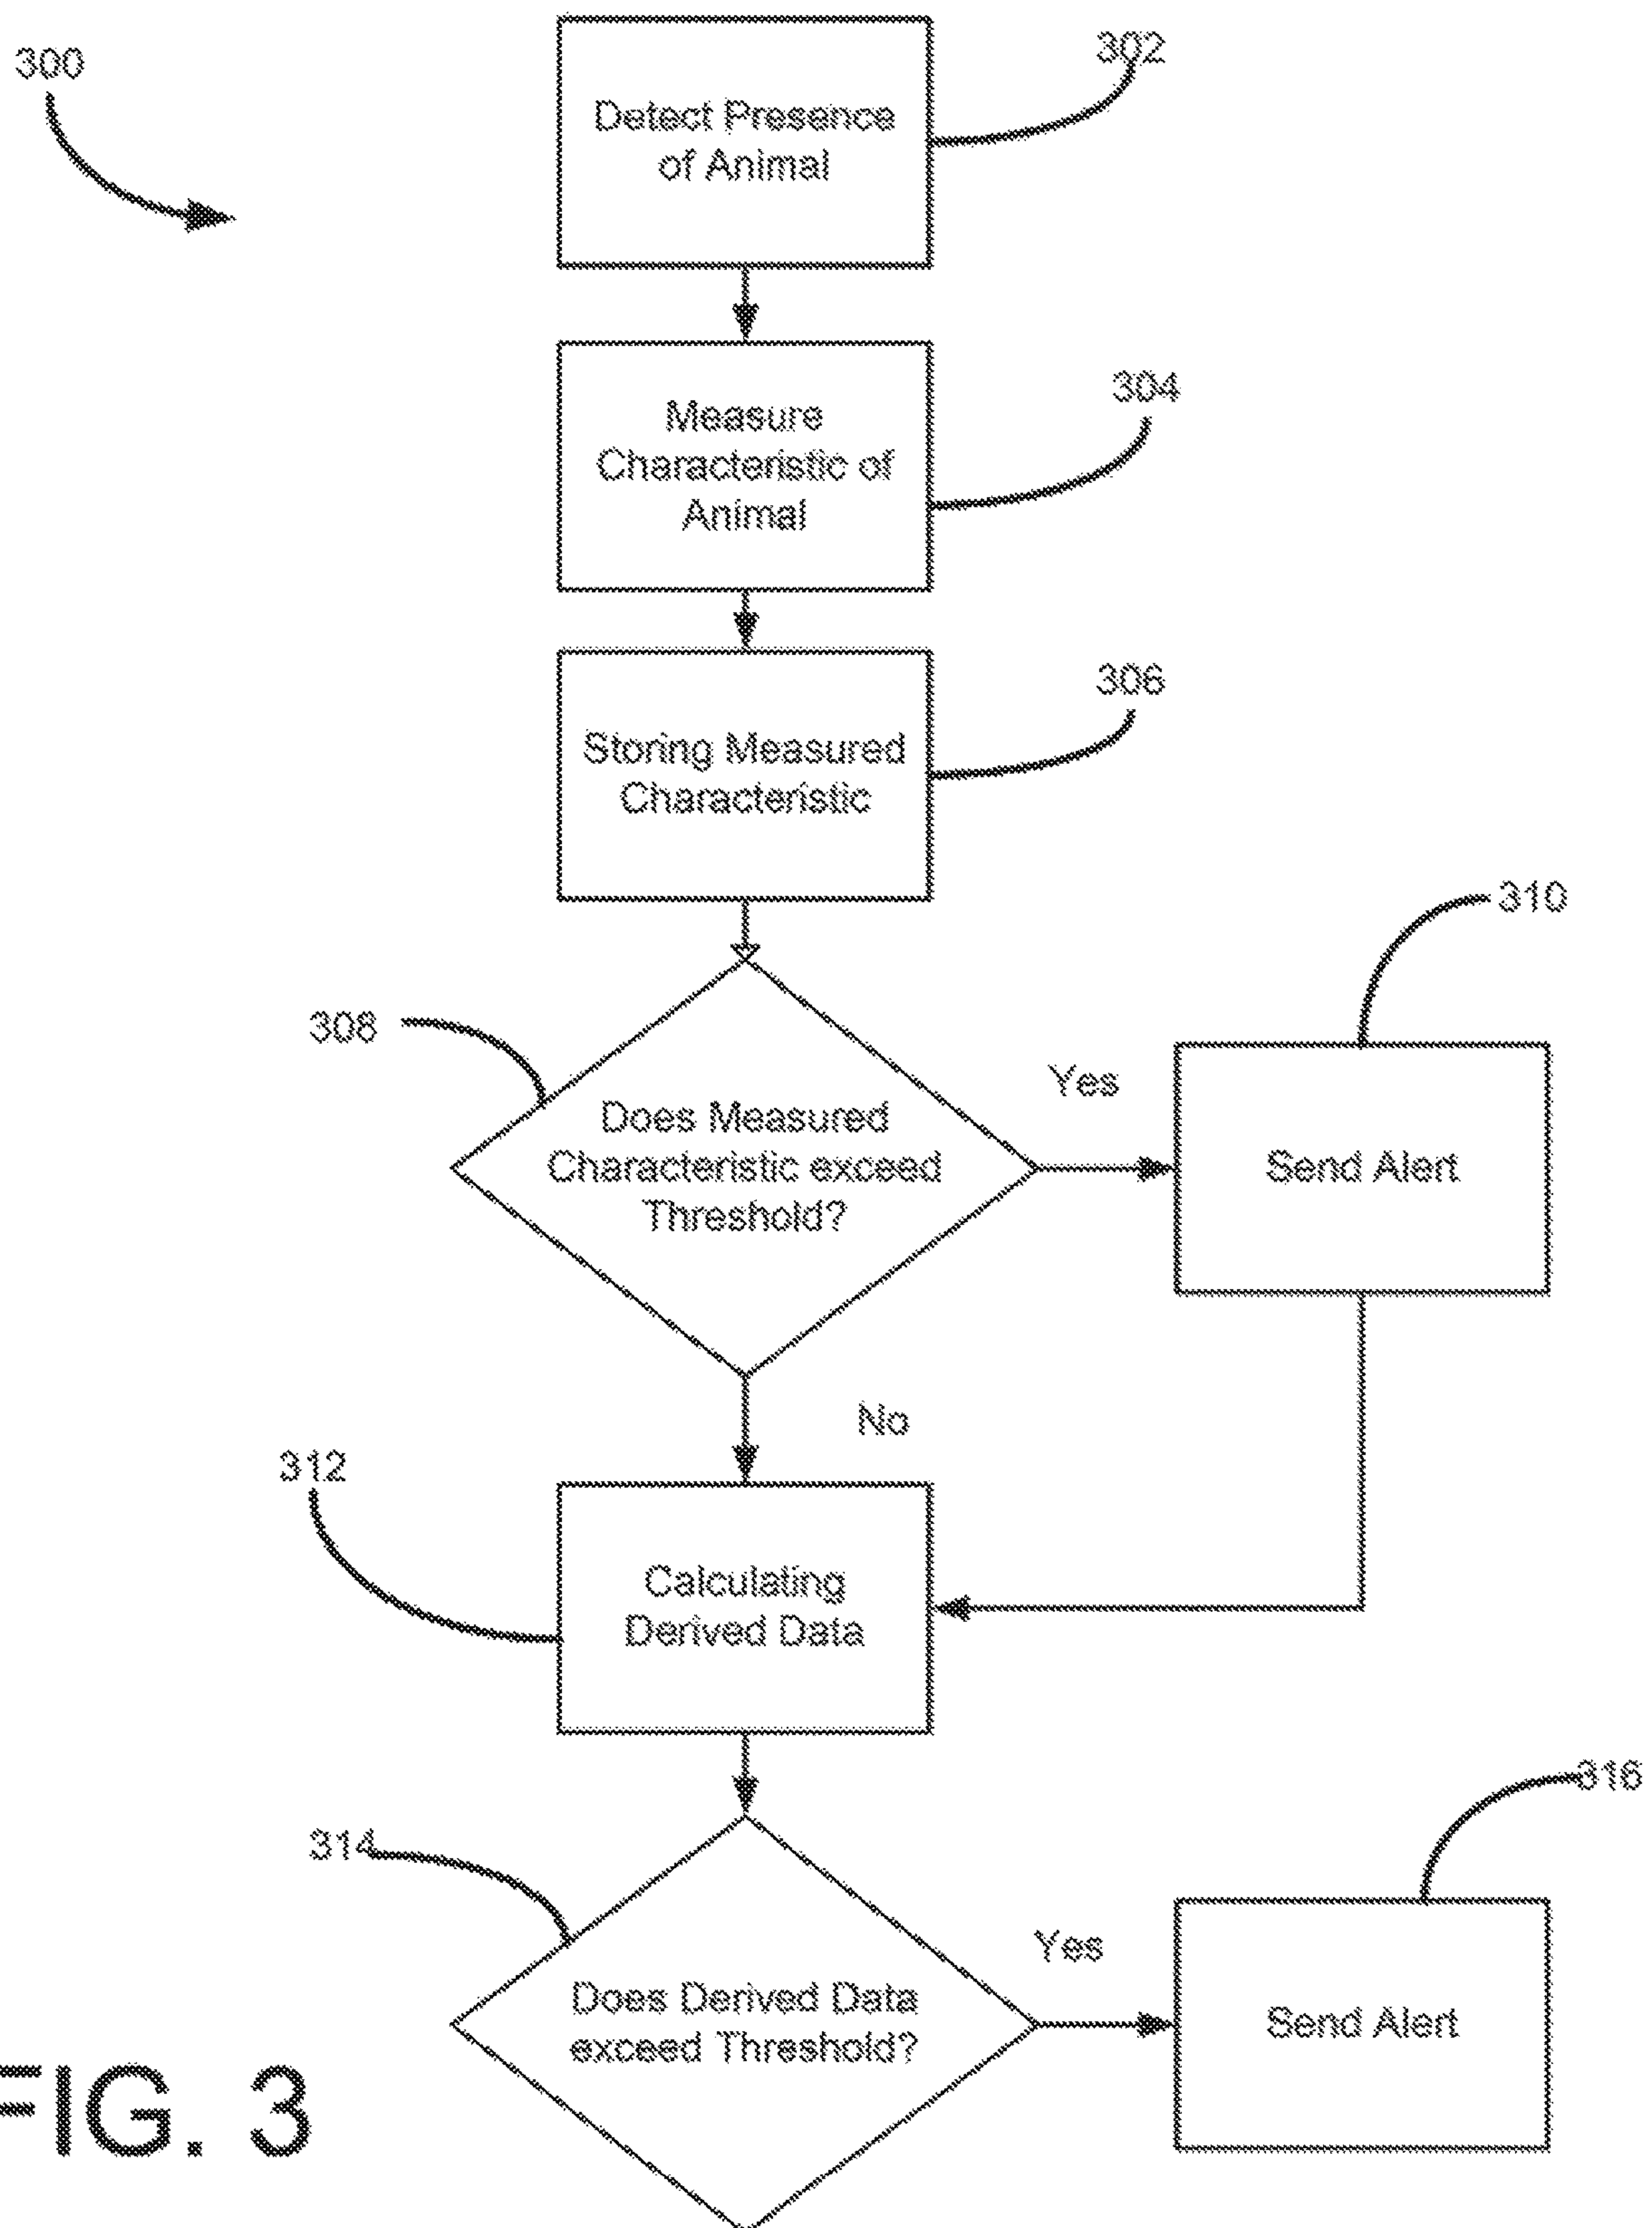 300
302
Detect Presence
of Animal
304
Measure
Characteristic of
Animal
306
Storing Measured
Characteristic
310
308
Yes
Does Measured
Characteristic exceed
Threshold?
Send Alert
No
312
Calculating
Derived Data
316
314
Yes
Does Derived Data
exceed Threshold?
Send Alert
FIG. 3